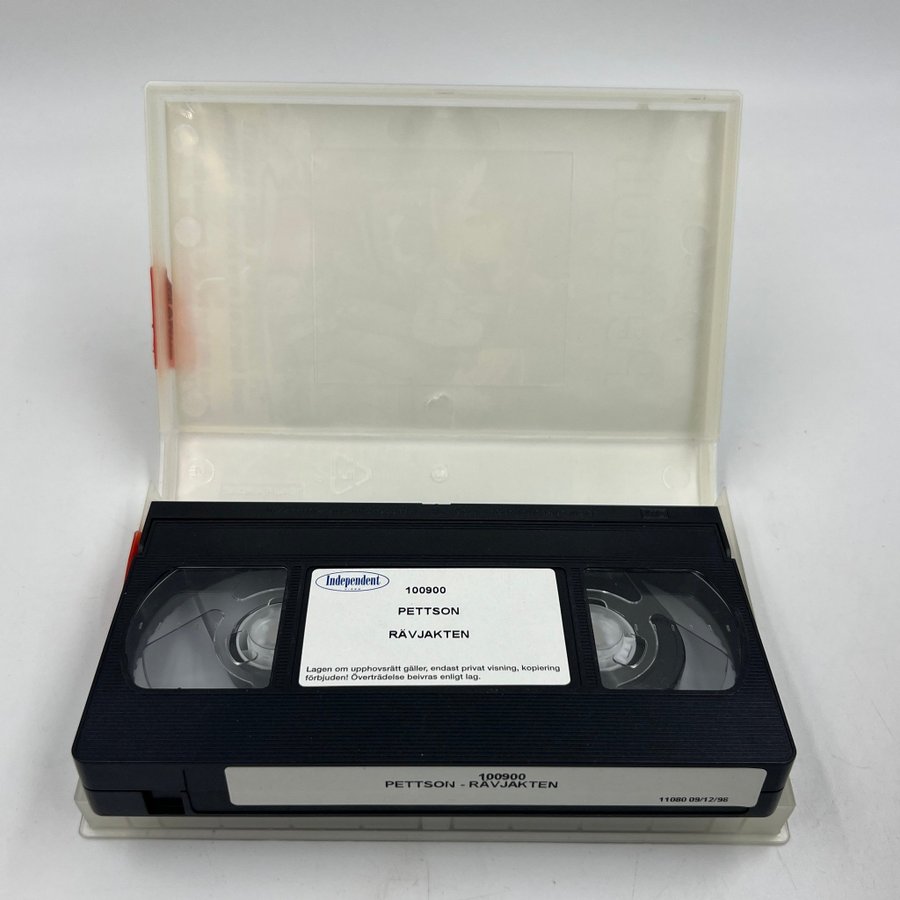 Independent
100900
PETTSON
RÄVJAKTEN
Lagen om upphovsrätt gäller, endast privat visning, kopiering
förbjuden! Överträdelse beivras enligt lag.
100900
PETTSON - RÄVJAKTEN
11080 09/12/98